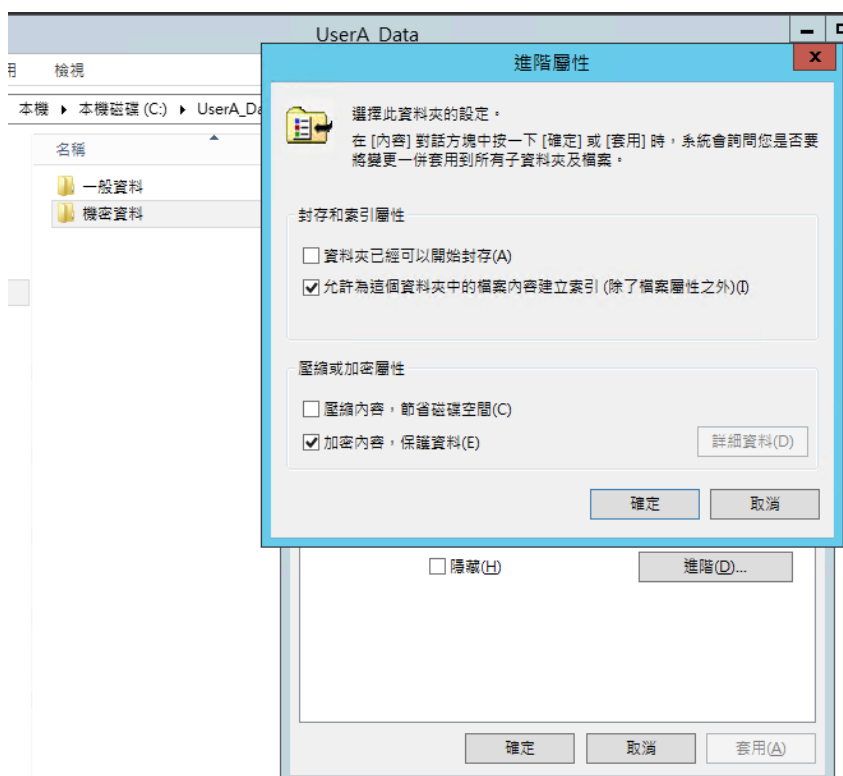 UserA_Data
用
檢視
本機 ▸ 本機磁碟 (C:) ▸ UserA_Da
名稱
一般資料
機密資料
進階屬性
x
選擇此資料夾的設定。
在 [內容] 對話方塊中按一下 [確定] 或 [套用] 時，系統會詢問您是否要
將變更一併套用到所有子資料夾及檔案。
封存和索引屬性
資料夾已經可以開始封存(A)
允許為這個資料夾中的檔案內容建立索引 (除了檔案屬性之外)(I)
壓縮或加密屬性
壓縮內容，節省磁碟空間(C)
加密內容，保護資料(E)
詳細資料(D)
確定
取消
隱藏(H)
進階(D)...
確定
取消
套用(A)